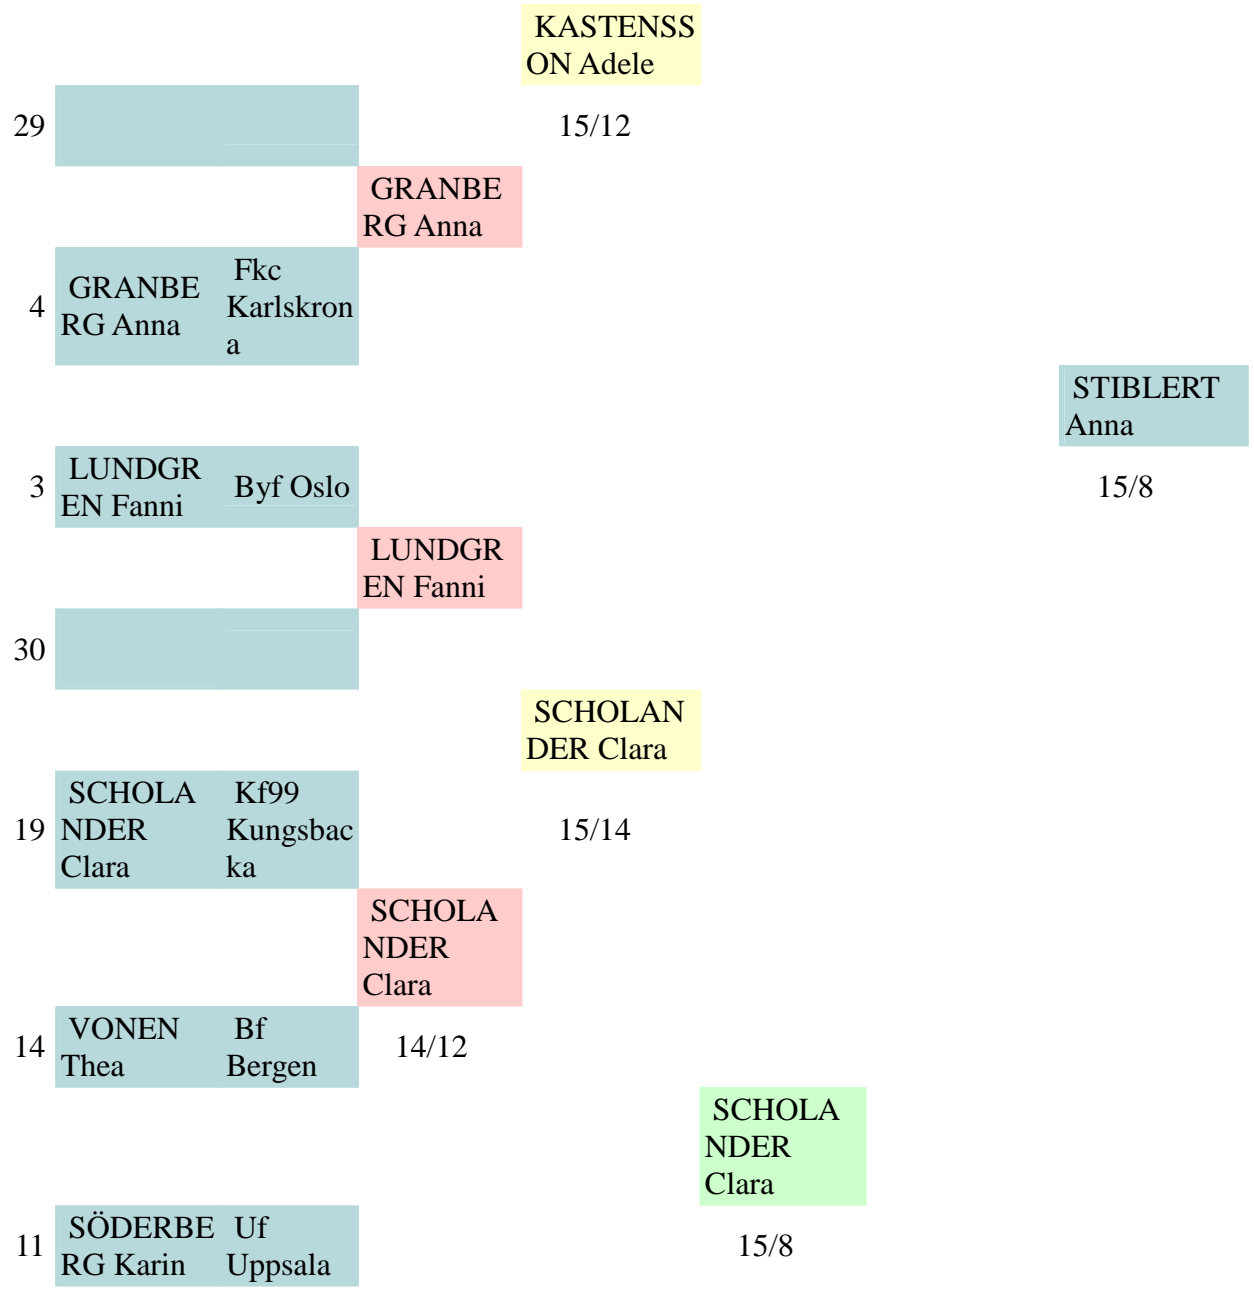 KASTENSS
ON Adele
29
15/12
GRANBE
RG Anna
4
GRANBE
RG Anna
Fkc
Karlskron
a
STIBLERT
Anna
3
LUNDGR
EN Fanni
Byf Oslo
15/8
LUNDGR
EN Fanni
30
SCHOLAN
DER Clara
19
SCHOLA
NDER
Clara
Kf99
Kungsbac
ka
15/14
SCHOLA
NDER
Clara
14
VONEN
Thea
Bf
Bergen
14/12
SCHOLA
NDER
Clara
11
SÖDERBE
RG Karin
Uf
Uppsala
15/8